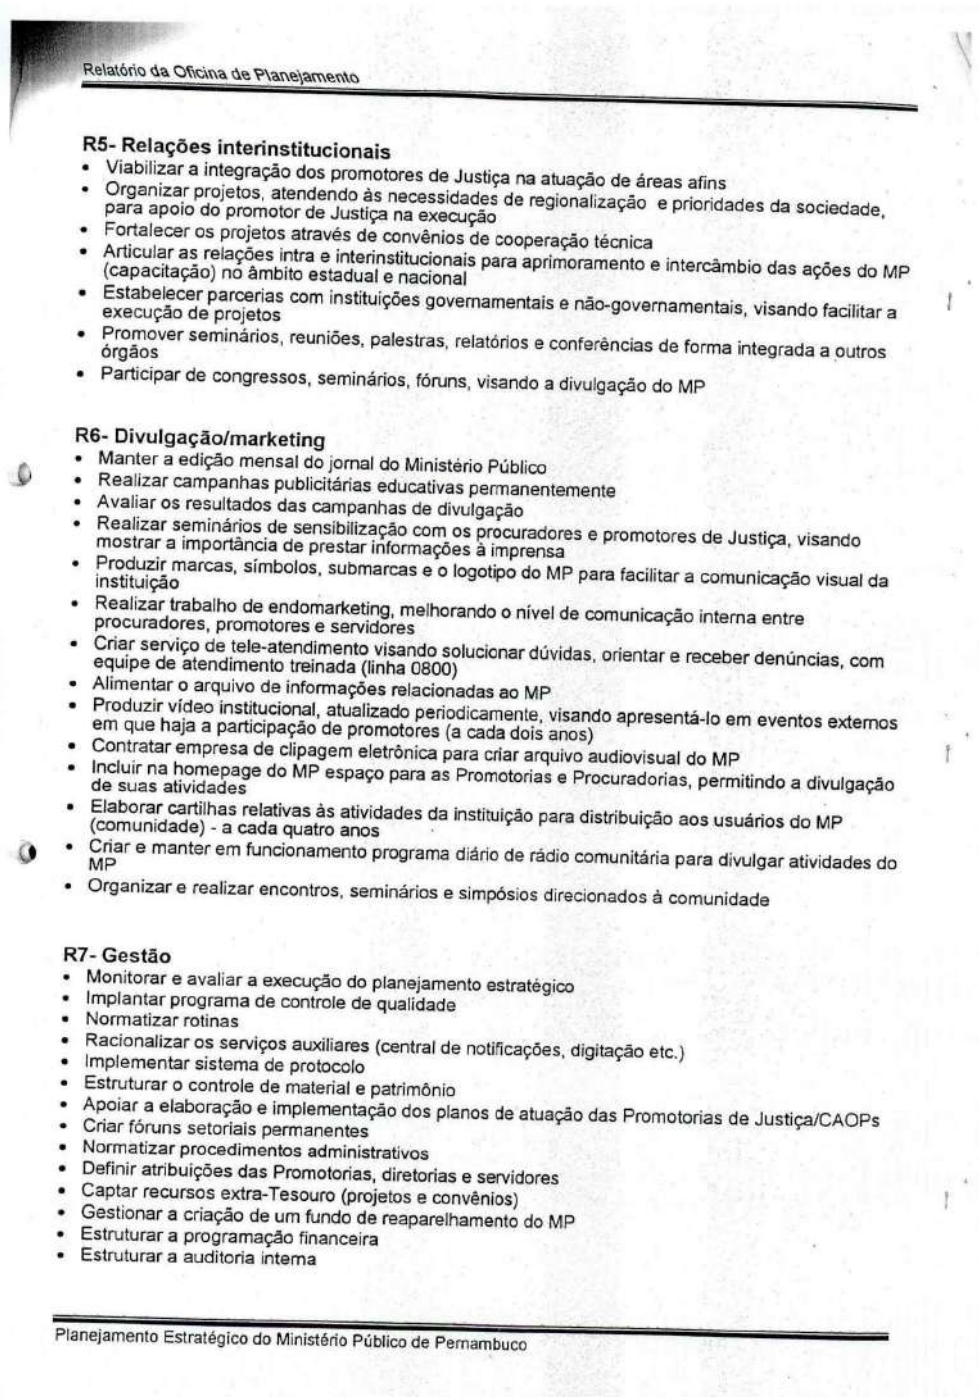 Relatório da Oficina de Planejamento
R5- Relações interinstitucionais
• Viabilizar a integração dos promotores de Justiça na atuação de áreas afins
• Organizar projetos, atendendo às necessidades de regionalização e prioridades da sociedade,
para apoio do promotor de Justiça na execução
• Fortalecer os projetos através de convênios de cooperação técnica
• Articular as relações intra e interinstitucionais para aprimoramento e intercâmbio das ações do MP
(capacitação) no âmbito estadual e nacional
• Estabelecer parcerias com instituições governamentais e não-governamentais, visando facilitar a
execução de projetos
• Promover seminários, reuniões, palestras, relatórios e conferências de forma integrada a outros
órgãos
• Participar de congressos, seminários, fóruns, visando a divulgação do MP
R6- Divulgação/marketing
• Manter a edição mensal do jornal do Ministério Público
• Realizar campanhas publicitárias educativas permanentemente
• Avaliar os resultados das campanhas de divulgação
• Realizar seminários de sensibilização com os procuradores e promotores de Justiça, visando
mostrar a importância de prestar informações à imprensa
• Produzir marcas, símbolos, submarcas e o logotipo do MP para facilitar a comunicação visual da
instituição
• Realizar trabalho de endomarketing, melhorando o nível de comunicação interna entre
procuradores, promotores e servidores
• Criar serviço de tele-atendimento visando solucionar dúvidas, orientar e receber denúncias, com
equipe de atendimento treinada (linha 0800)
• Alimentar o arquivo de informações relacionadas ao MP
• Produzir vídeo institucional, atualizado periodicamente, visando apresentá-lo em eventos externos
em que haja a participação de promotores (a cada dois anos)
• Contratar empresa de clipagem eletrônica para criar arquivo audiovisual do MP
• Incluir na homepage do MP espaço para as Promotorias e Procuradorias, permitindo a divulgação
de suas atividades
• Elaborar cartilhas relativas às atividades da instituição para distribuição aos usuários do MP
(comunidade) - a cada quatro anos
• Criar e manter em funcionamento programa diário de rádio comunitária para divulgar atividades do
MP
• Organizar e realizar encontros, seminários e simpósios direcionados à comunidade
R7- Gestão
• Monitorar e avaliar a execução do planejamento estratégico
• Implantar programa de controle de qualidade
• Normatizar rotinas
• Racionalizar os serviços auxiliares (central de notificações, digitação etc.)
• Implementar sistema de protocolo
• Estruturar o controle de material e patrimônio
• Apoiar a elaboração e implementação dos planos de atuação das Promotorias de Justiça/CAOPs
• Criar fóruns setoriais permanentes
• Normatizar procedimentos administrativos
• Definir atribuições das Promotorias, diretorias e servidores
• Captar recursos extra-Tesouro (projetos e convênios)
• Gestionar a criação de um fundo de reaparelhamento do MP
• Estruturar a programação financeira
• Estruturar a auditoria interna
Planejamento Estratégico do Ministério Público de Pernambuco